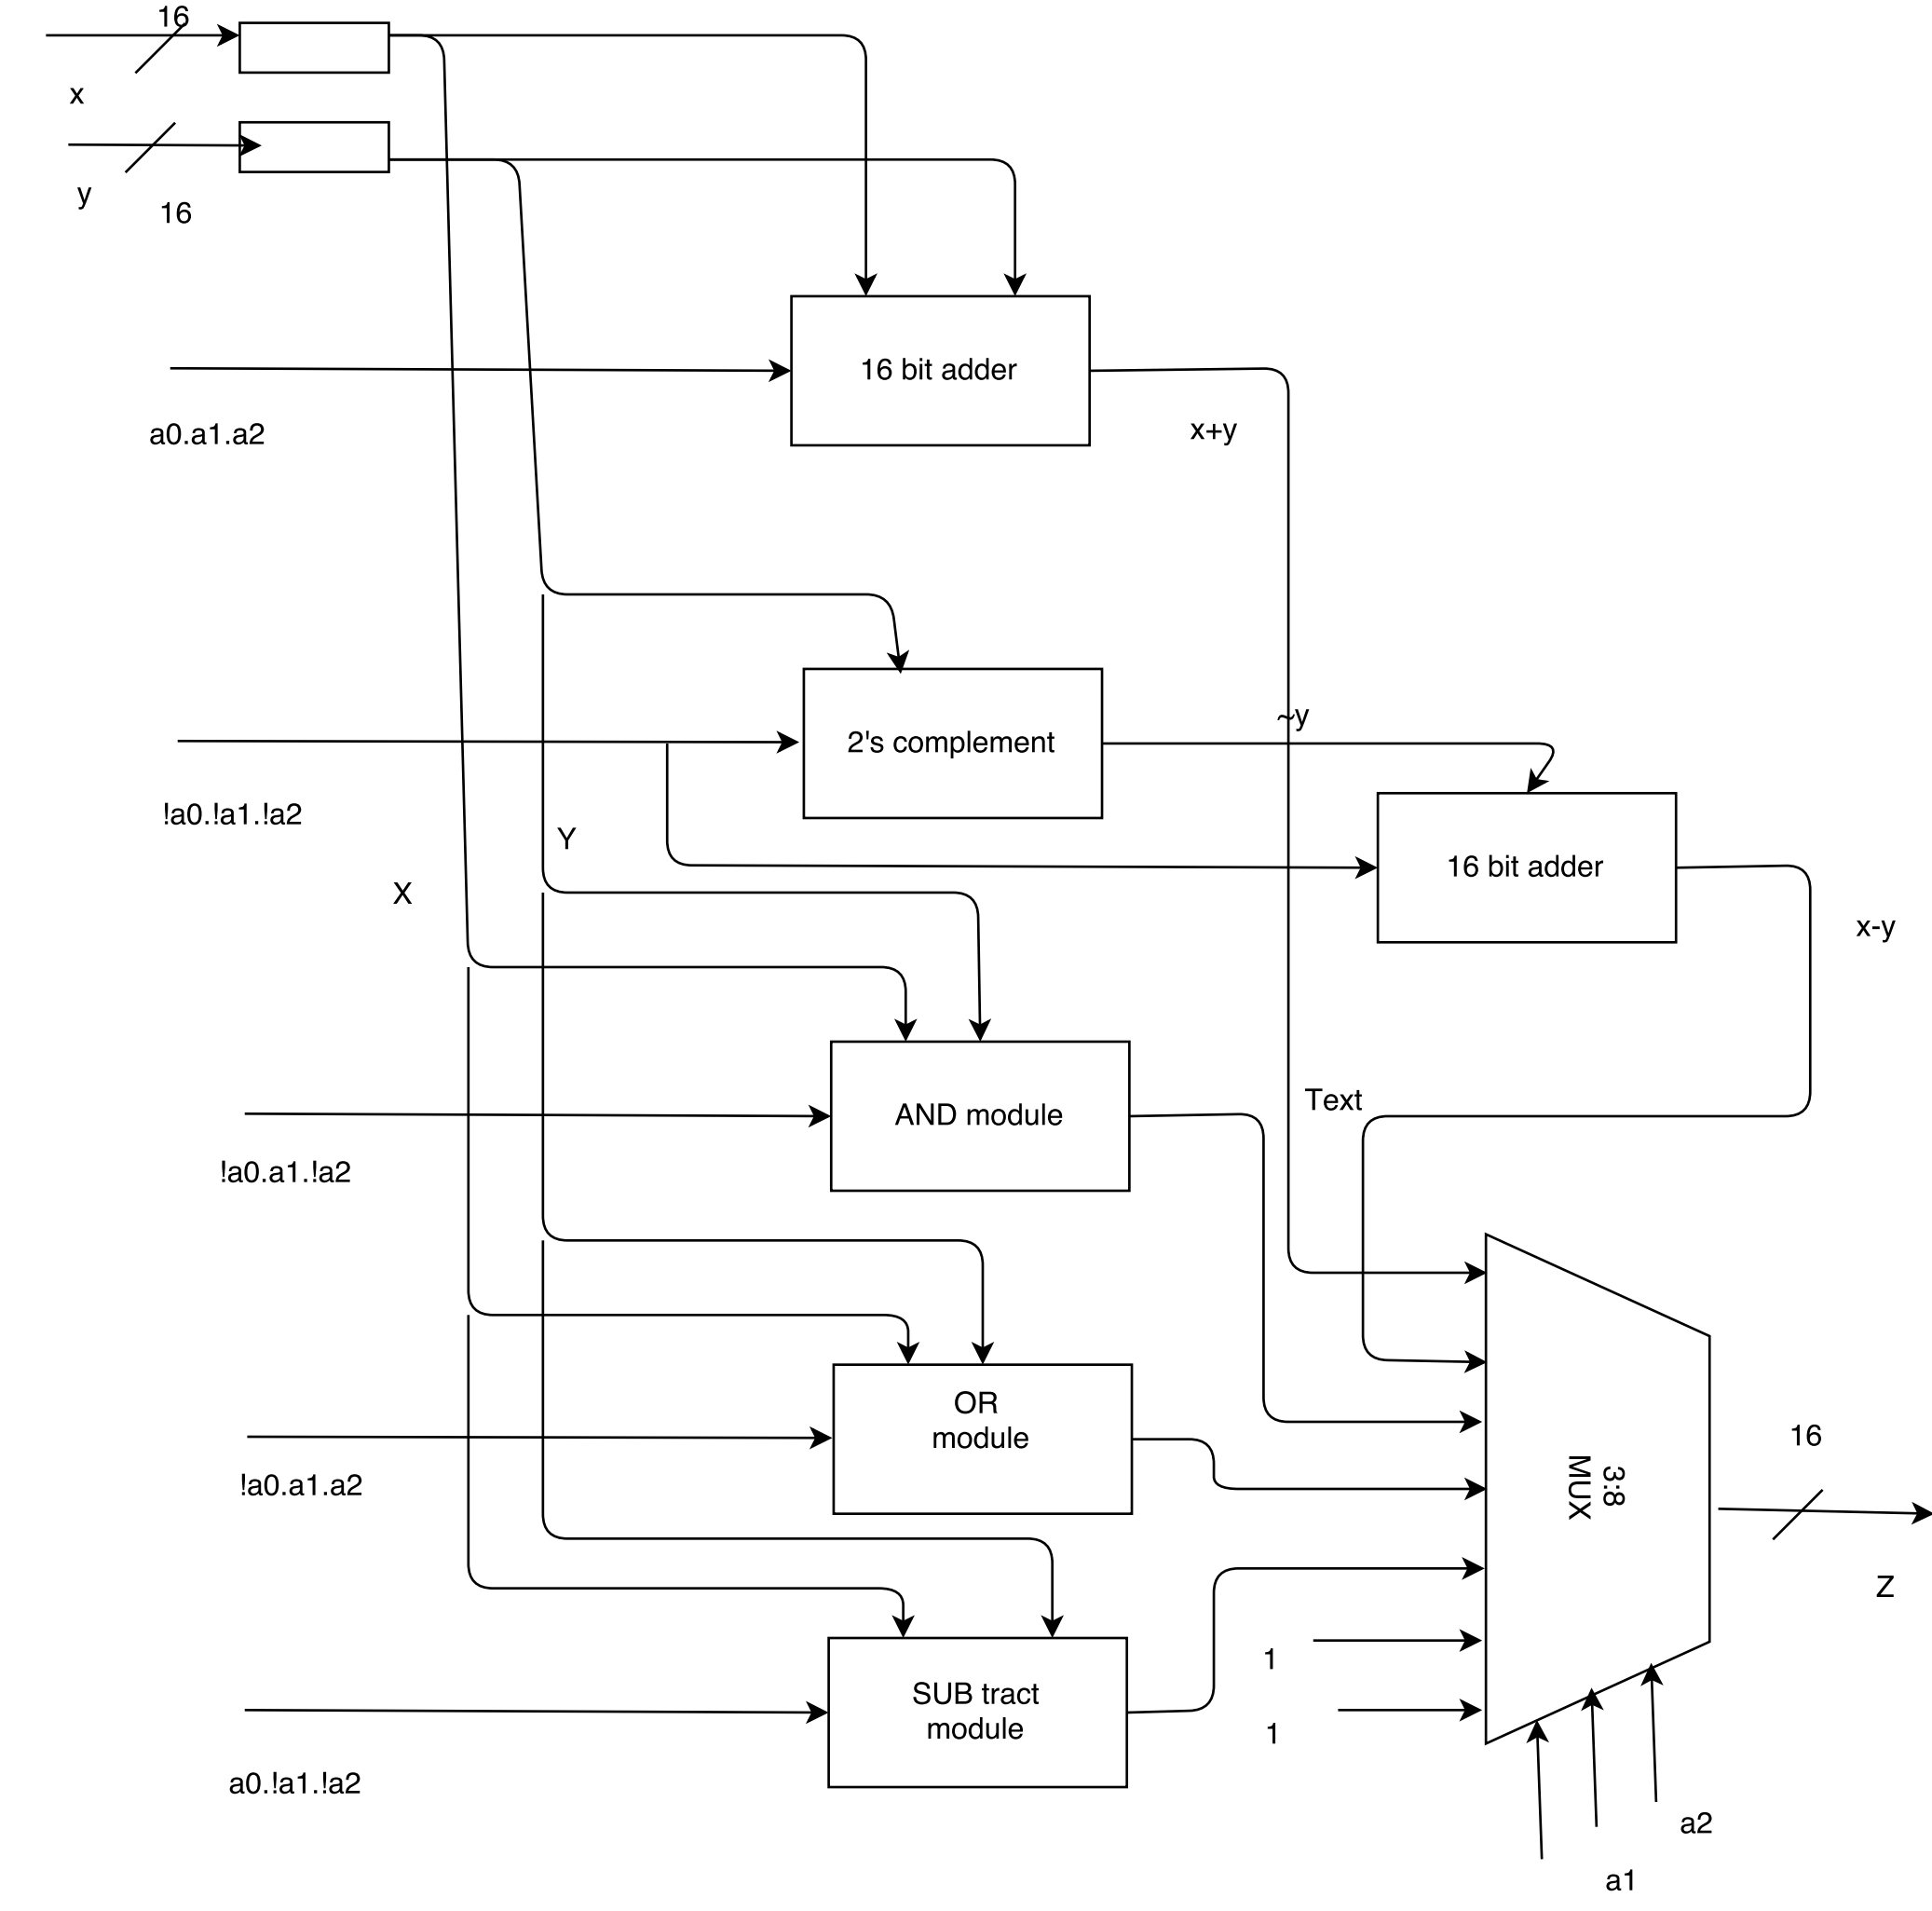 16
x
y
16
16 bit adder
a0.a1.a2
x+y
~y
2's complement
!a0.!a1.!a2
Y
16 bit adder
X
x-y
Text
AND module
!a0.a1.!a2
OR
module
16
3:8
MUX
!a0.a1.a2
Z
1
SUB tract
module
1
a0.!a1.!a2
a2
a1